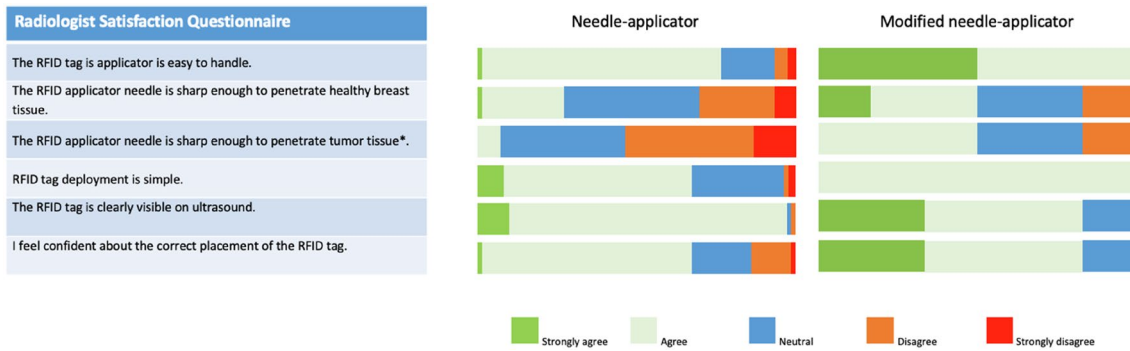 Radiologist Satisfaction Questionnaire
Needle-applicator
Modified needle-applicator
The RFID tag is applicator is easy to handle.
The RFID applicator needle is sharp enough to penetrate healthy breast
tissue.
The RFID applicator needle is sharp enough to penetrate tumor tissue*.
RFID tag deployment is simple.
The RFID tag is clearly visible on ultrasound.
I feel confident about the correct placement of the RFID tag.
Strongly agree
Agree
Neutral
Disagree
Strongly disagree